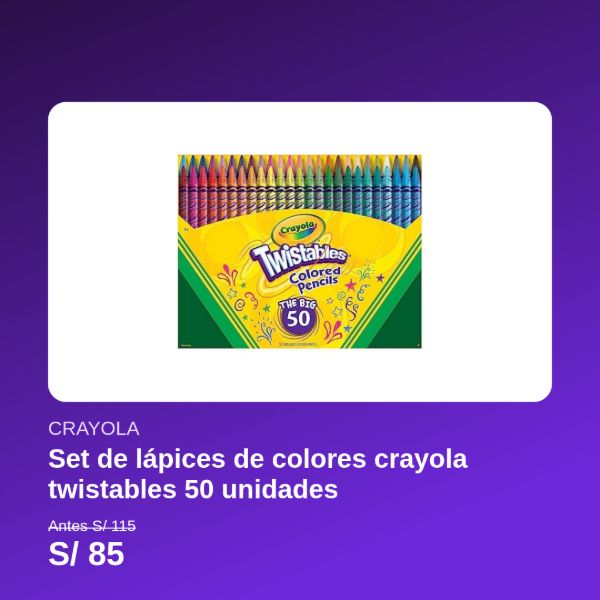 Crayola
Twistables
Colored
Pencils
THE BIG
50
CRAYOLA
Set de lápices de colores crayola
twistables 50 unidades
Antes S/ 115
S/ 85